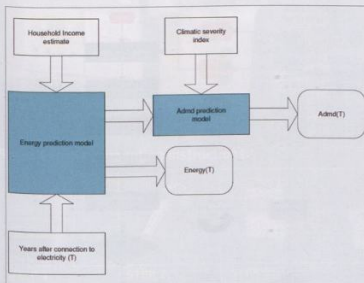 Household Income
estimate
Climatic severity
index
Energy prediction model
Admd prediction
model
Admd(T)
Energy(T)
Years after connection to
electricity (T)